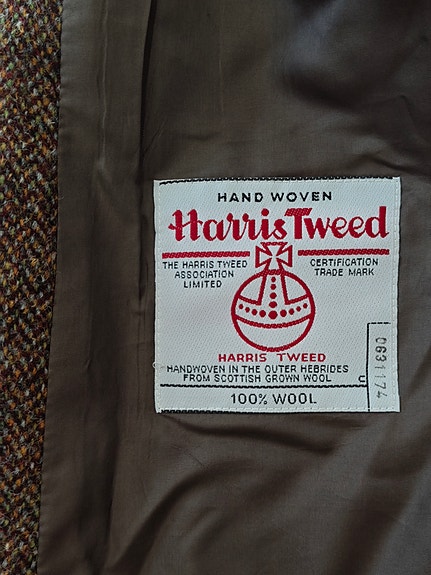 HAND WOVEN
Harris Tweed
THE HARRIS TWEED
ASSOCIATION
LIMITED
CERTIFICATION
TRADE MARK
HARRIS TWEED
HANDWOVEN IN THE OUTER HEBRIDES
FROM SCOTTISH GROWN WOOL
100% WOOL
U
0631174